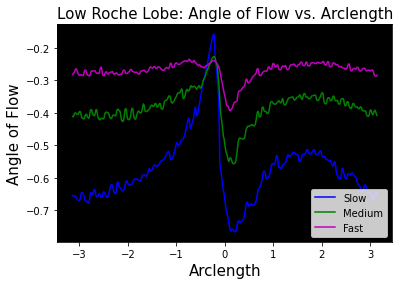 Low Roche Lobe: Angle of Flow vs. Arclength
Angle of Flow
−0.2
−0.3
−0.4
−0.5
−0.6
−0.7
−3
−2
−1
0
1
2
3
Arclength
Slow
Medium
Fast